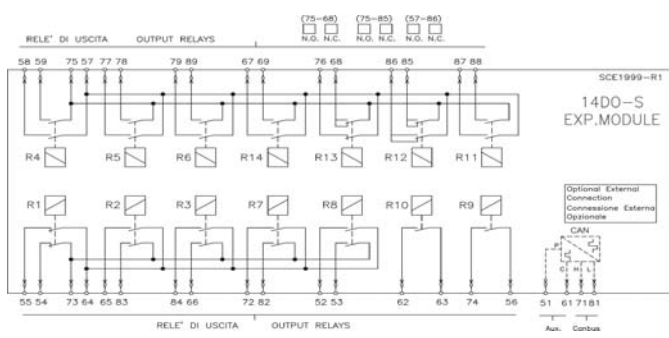 (75-68) (75-85) (57-86)
N.O. N.C. N.O. N.C. N.O. N.C.
RELE' DI USCITA OUTPUT RELAYS
58 59 75 57 77 78 79 89 67 69 76 68 86 85 87 88
SCE1999-R1
14DO-S
EXP.MODULE
R4 R5 R6 R14 R13 R12 R11
R1 R2 R3 R7 R8 R10 R9
Optional External
Connection
Connessione Esterna
Opzionale
CAN
P
C H L
55 54 73 64 65 83 84 66 72 82 52 53 62 63 74 56 51 61 71 81
Aux. Canbus
RELE' DI USCITA OUTPUT RELAYS